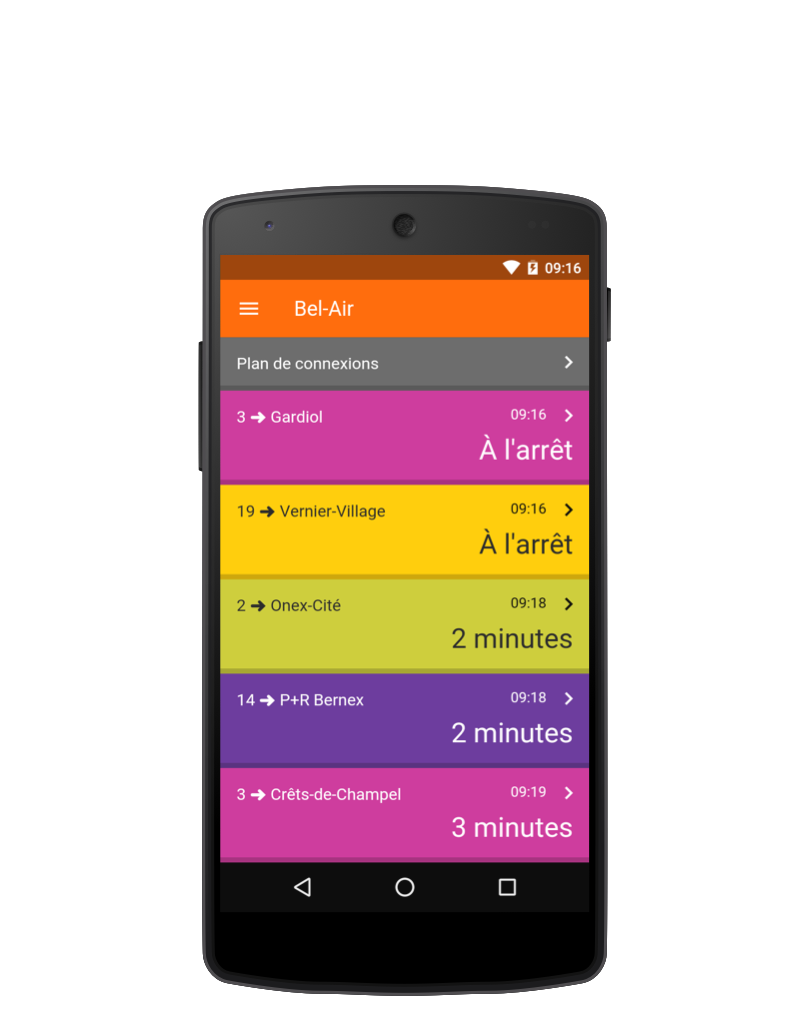 09:16
Bel-Air
Plan de connexions
3 → Gardiol 09:16
À l'arrêt
19 → Vernier-Village 09:16
À l'arrêt
2 → Onex-Cité 09:18
2 minutes
14 → P+R Bernex 09:18
2 minutes
3 → Crêts-de-Champel 09:19
3 minutes